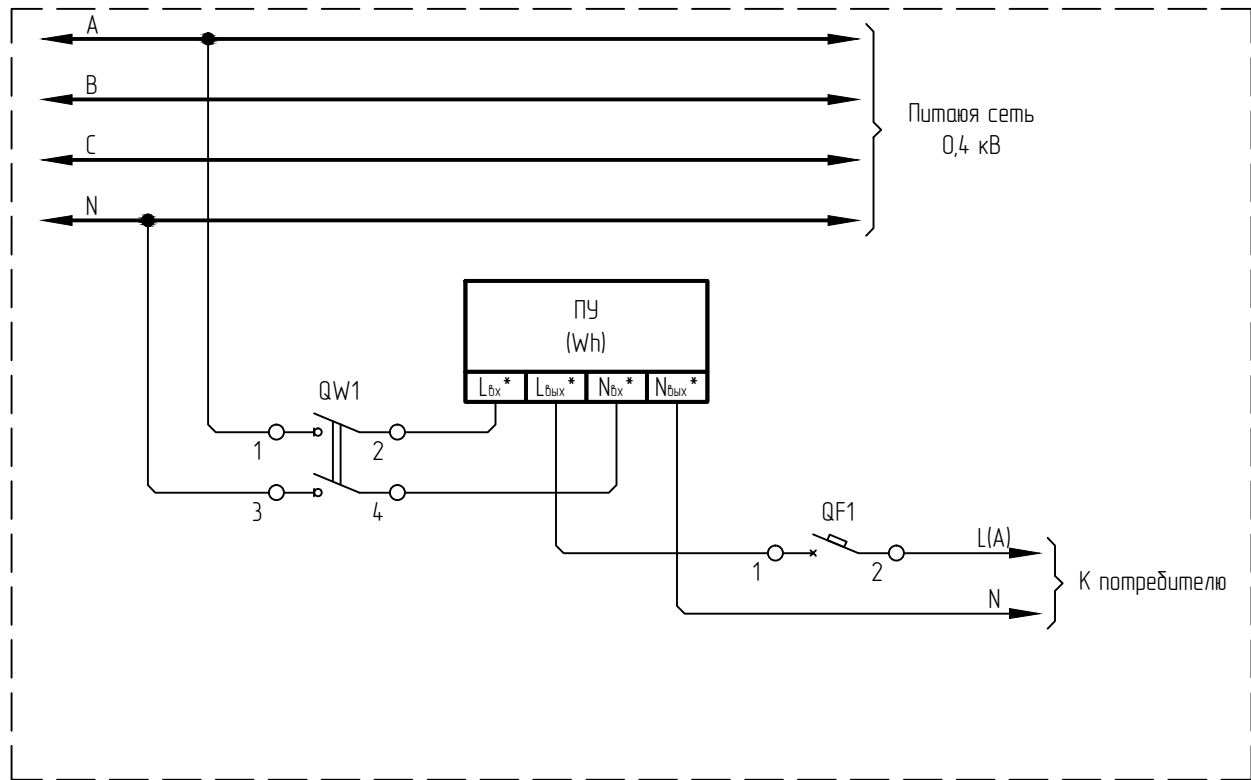 A
B
C
N
Питаюя сеть
0,4 кВ
ПУ
(Wh)
Lвх* Lвых* Nвх* Nвых*
QW1
1 2
3 4
QF1
1 2
L(A)
N
К потребителю